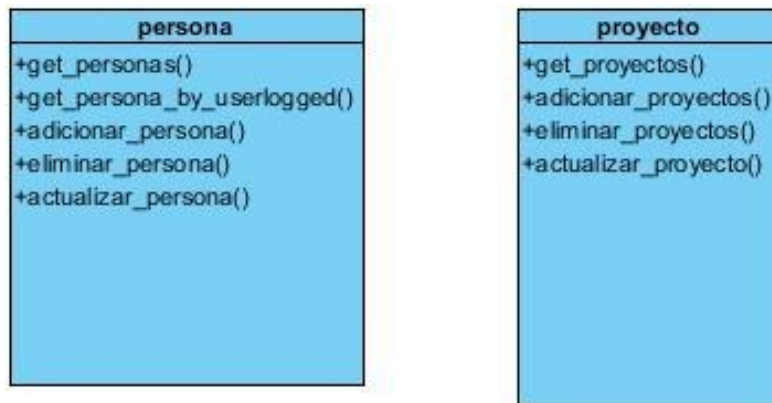 persona
+get_personas()
+get_persona_by_userlogged()
+adicionar_persona()
+eliminar_persona()
+actualizar_persona()
proyecto
+get_proyectos()
+adicionar_proyectos()
+eliminar_proyectos()
+actualizar_proyecto()